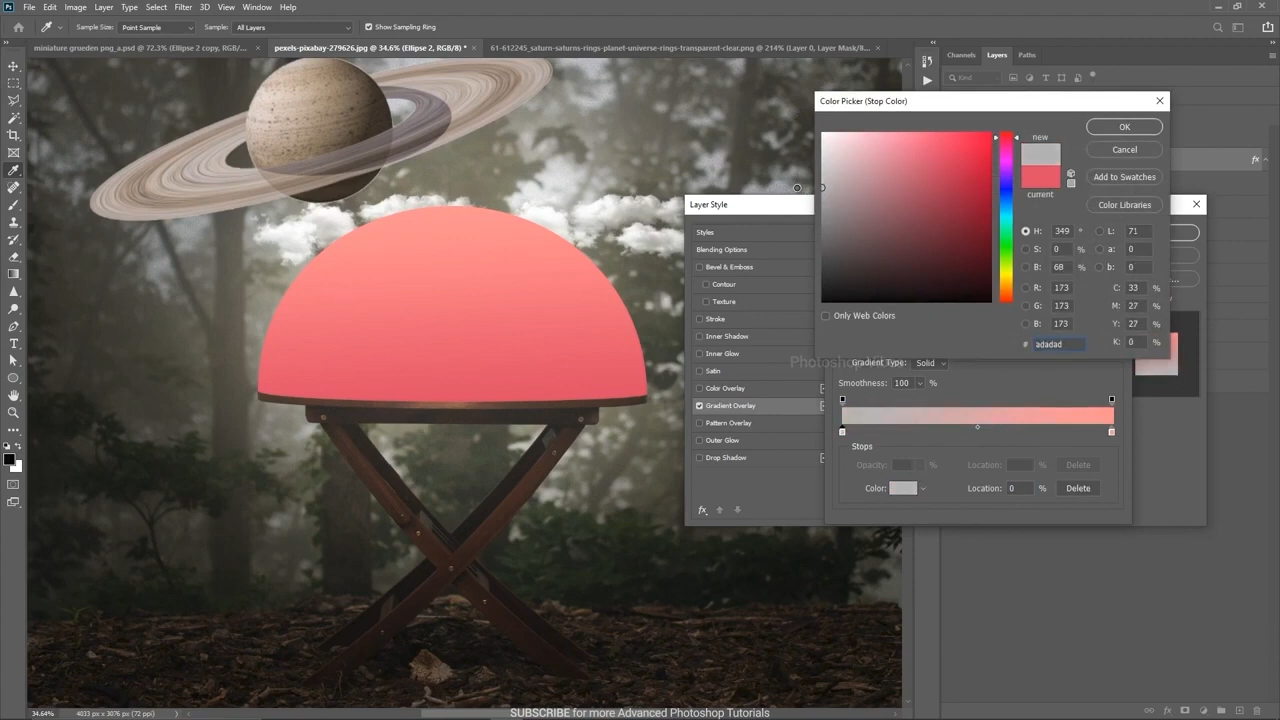 Ps File Edit Image Layer Type Select Filter 3D View Window Help
Sample Size: Point Sample Sample: All Layers Show Sampling Ring
miniature grueden png_a.psd @ 72.3% (Ellipse 2 copy, RGB/... × pexels-pixabay-279626.jpg @ 34.6% (Ellipse 2, RGB/8) * × 61-612245_saturn-saturns-rings-planet-universe-rings-transparent-clear.png @ 214% (Layer 0, Layer Mask/8... ×
Channels Layers Paths
Kind
Color Picker (Stop Color)
new
current
OK
Cancel
Add to Swatches
Color Libraries
H: 349 ° L: 71
S: 0 % a: 0
B: 68 % b: 0
R: 173 C: 33 %
G: 173 M: 27 %
B: 173 Y: 27 %
# adadad K: 0 %
Only Web Colors
fx
Layer Style
Styles
Blending Options
Bevel & Emboss
Contour
Texture
Stroke
Inner Shadow
Inner Glow
Satin
Color Overlay
Gradient Overlay
Pattern Overlay
Outer Glow
Drop Shadow
fx
Photoshop
Gradient Type: Solid
Smoothness: 100 %
Stops
Opacity: % Location: % Delete
Color: Location: 0 % Delete
34.64% 4033 px x 3076 px (72 ppi)
SUBSCRIBE for more Advanced Photoshop Tutorials